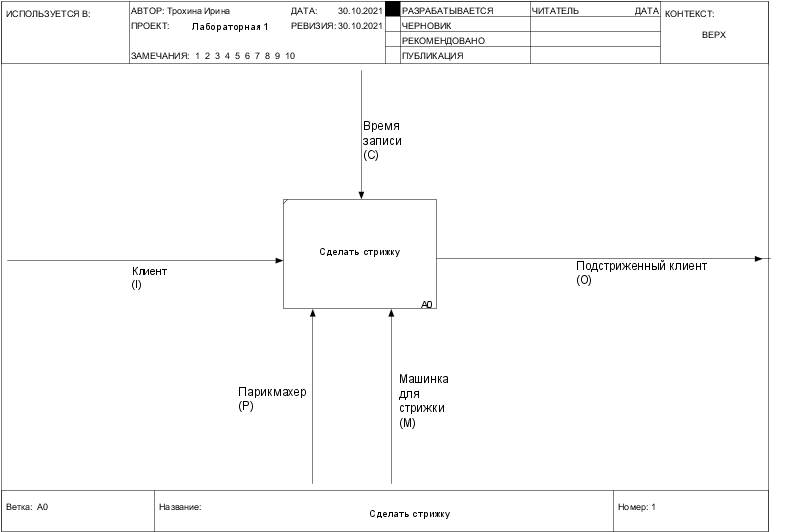 ИСПОЛЬЗУЕТСЯ В:
АВТОР: Трохина Ирина
ДАТА: 30.10.2021
ПРОЕКТ: Лабораторная 1
РЕВИЗИЯ: 30.10.2021
ЗАМЕЧАНИЯ: 1 2 3 4 5 6 7 8 9 10
РАЗРАБАТЫВАЕТСЯ
ЧЕРНОВИК
РЕКОМЕНДОВАНО
ПУБЛИКАЦИЯ
ЧИТАТЕЛЬ
ДАТА
КОНТЕКСТ:
ВЕРХ
Время
записи
(C)
Сделать стрижку
A0
Клиент
(I)
Подстриженный клиент
(O)
Парикмахер
(P)
Машинка
для
стрижки
(M)
Ветка: A0
Название:
Сделать стрижку
Номер: 1